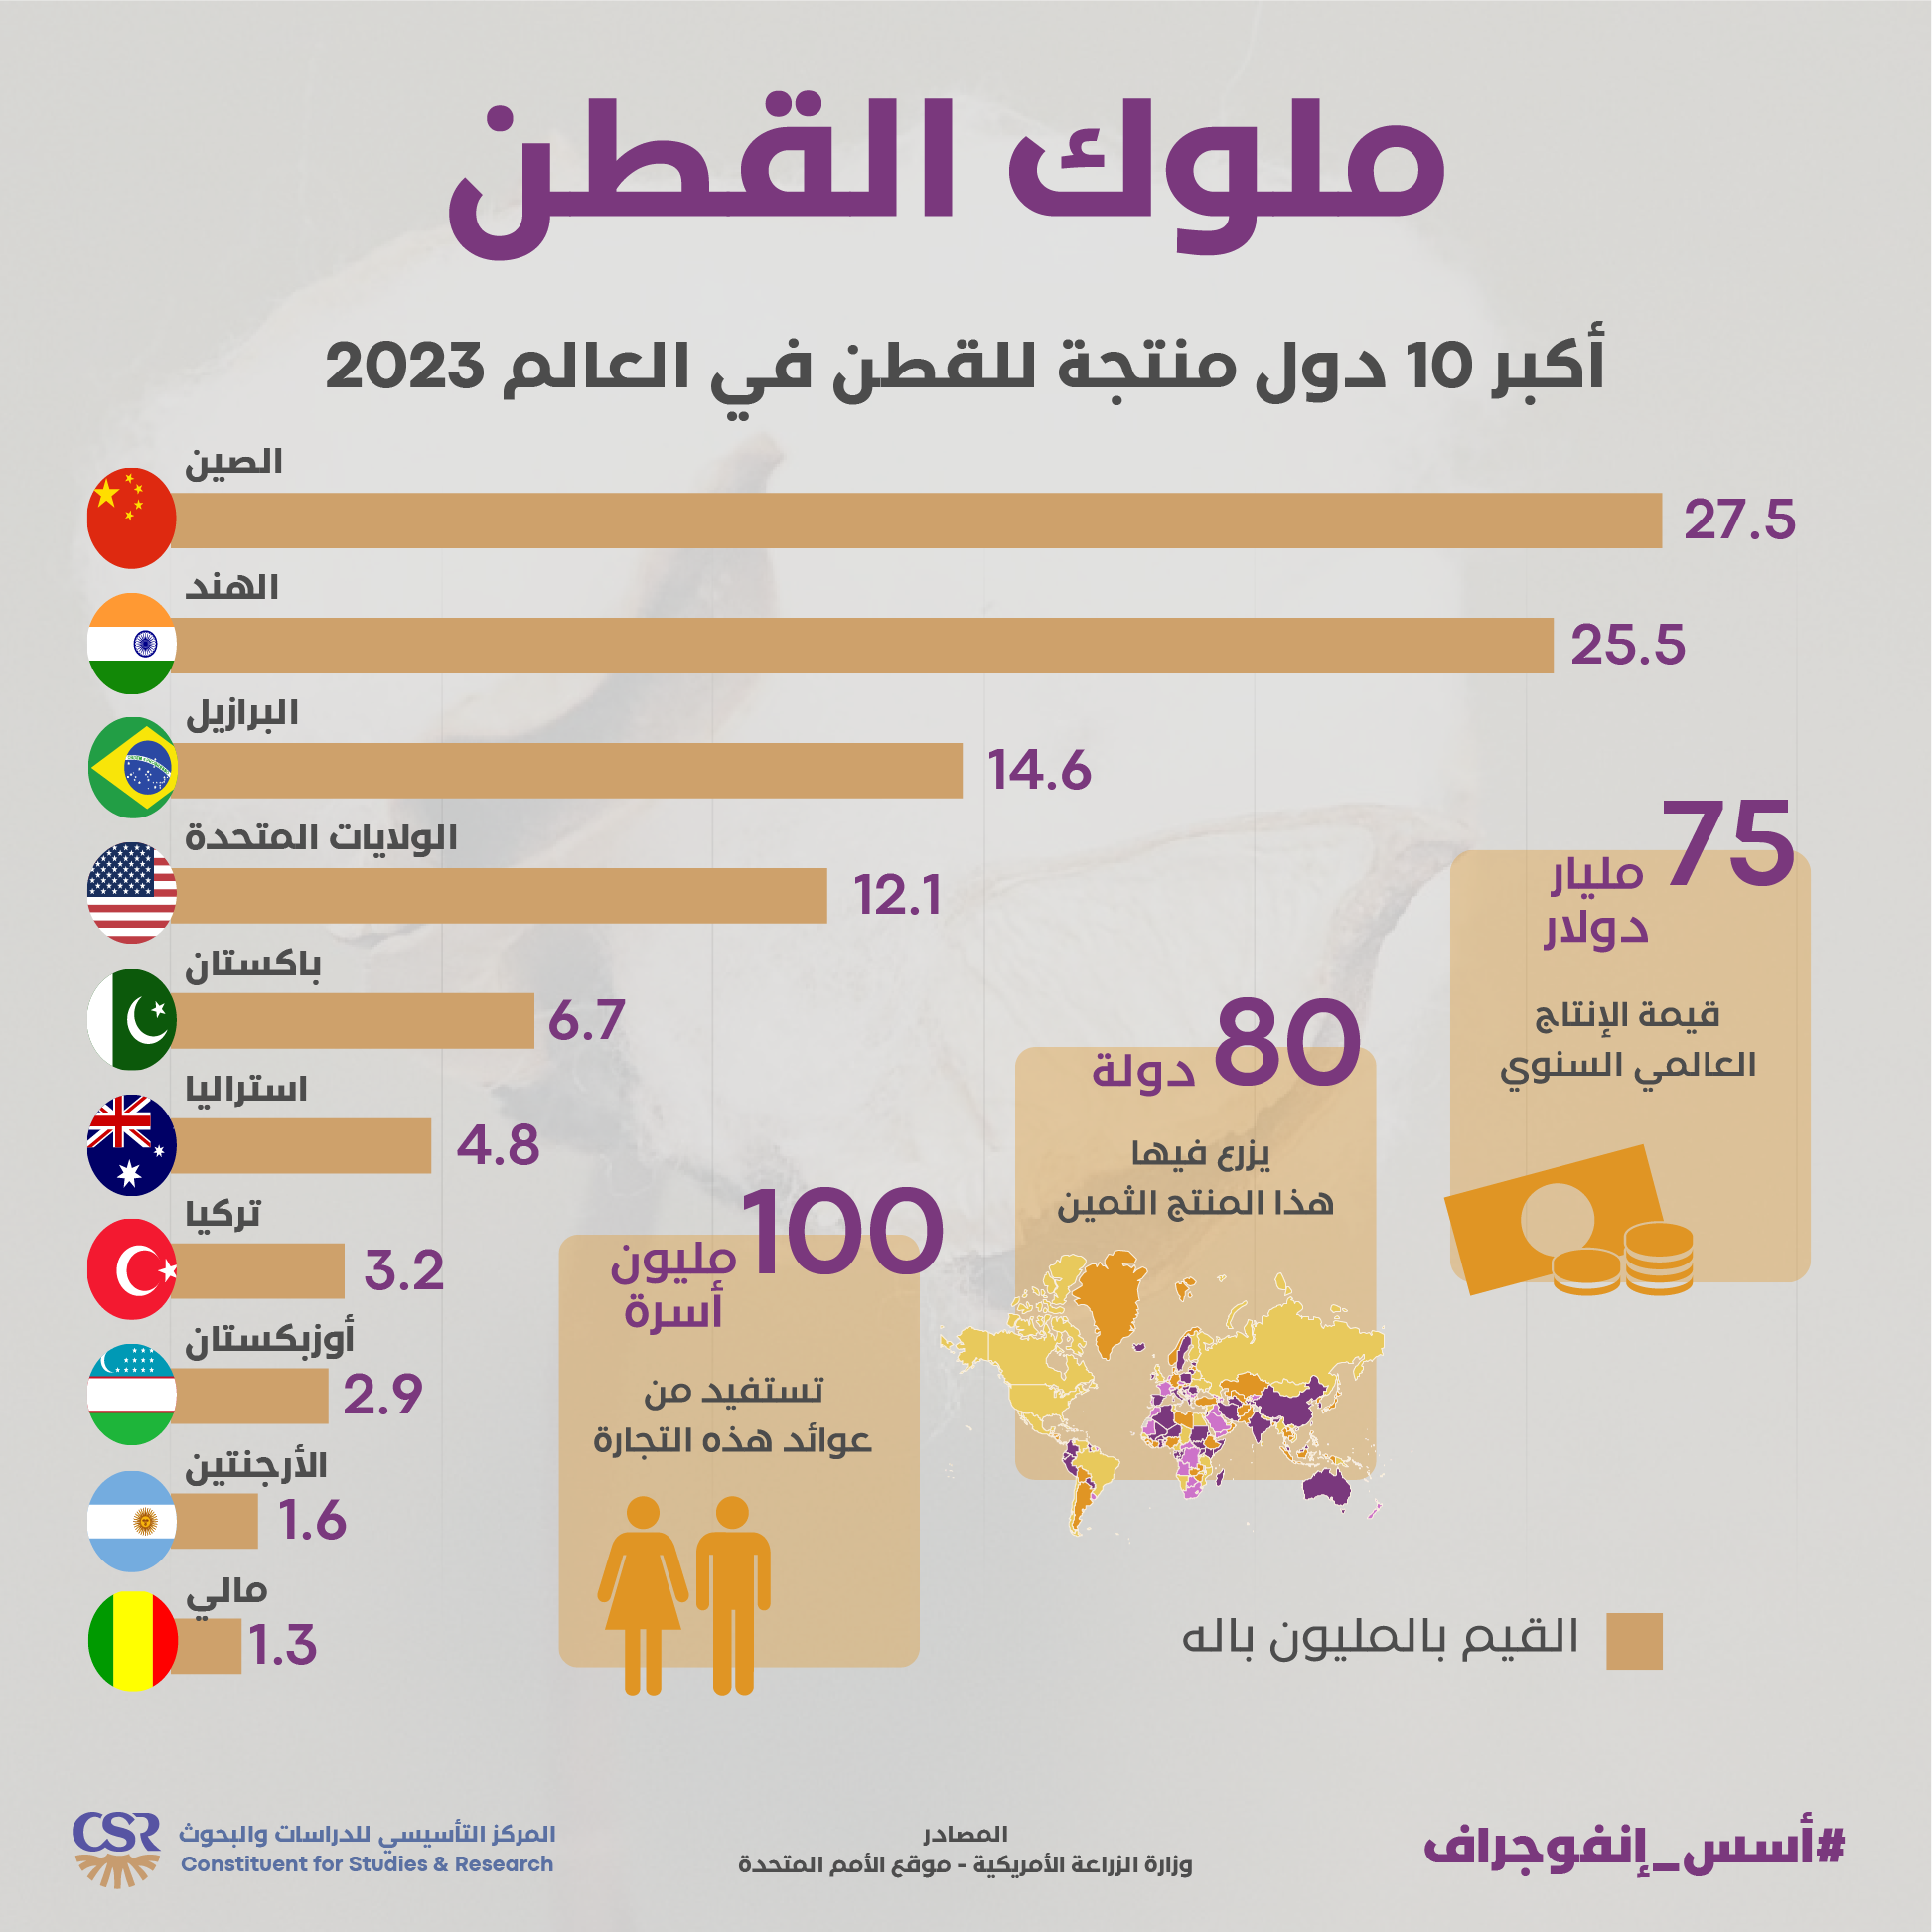 ملوك القطن
أكبر 10 دول منتجة للقطن في العالم 2023
الصين
27.5
الهند
25.5
البرازيل
14.6
الولايات المتحدة
12.1
باكستان
6.7
استراليا
4.8
تركيا
3.2
أوزبكستان
2.9
الأرجنتين
1.6
مالي
1.3
75 مليار
دولار
قيمة الإنتاج
العالمي السنوي
80 دولة
يزرع فيها
هذا المنتج الثمين
100 مليون
أسرة
تستفيد من
عوائد هذه التجارة
القيم بالمليون باله
#أسس_إنفوجراف
المصادر
وزارة الزراعة الأمريكية - موقع الأمم المتحدة
CSR
المركز التأسيسي للدراسات والبحوث
Constituent for Studies & Research